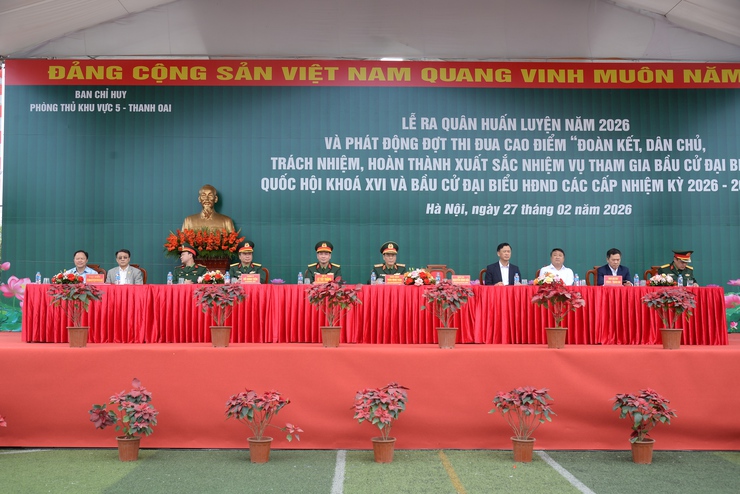 ĐẢNG CỘNG SẢN VIỆT NAM QUANG VINH MUÔN NĂM
BAN CHỈ HUY
PHÒNG THỦ KHU VỰC 5 - THANH OAI
LỄ RA QUÂN HUẤN LUYỆN NĂM 2026
VÀ PHÁT ĐỘNG ĐỢT THI ĐUA CAO ĐIỂM "ĐOÀN KẾT, DÂN CHỦ,
TRÁCH NHIỆM, HOÀN THÀNH XUẤT SẮC NHIỆM VỤ THAM GIA BẦU CỬ ĐẠI
QUỐC HỘI KHOÁ XVI VÀ BẦU CỬ ĐẠI BIỂU HĐND CÁC CẤP NHIỆM KỲ 2026 -
Hà Nội, ngày 27 tháng 02 năm 2026